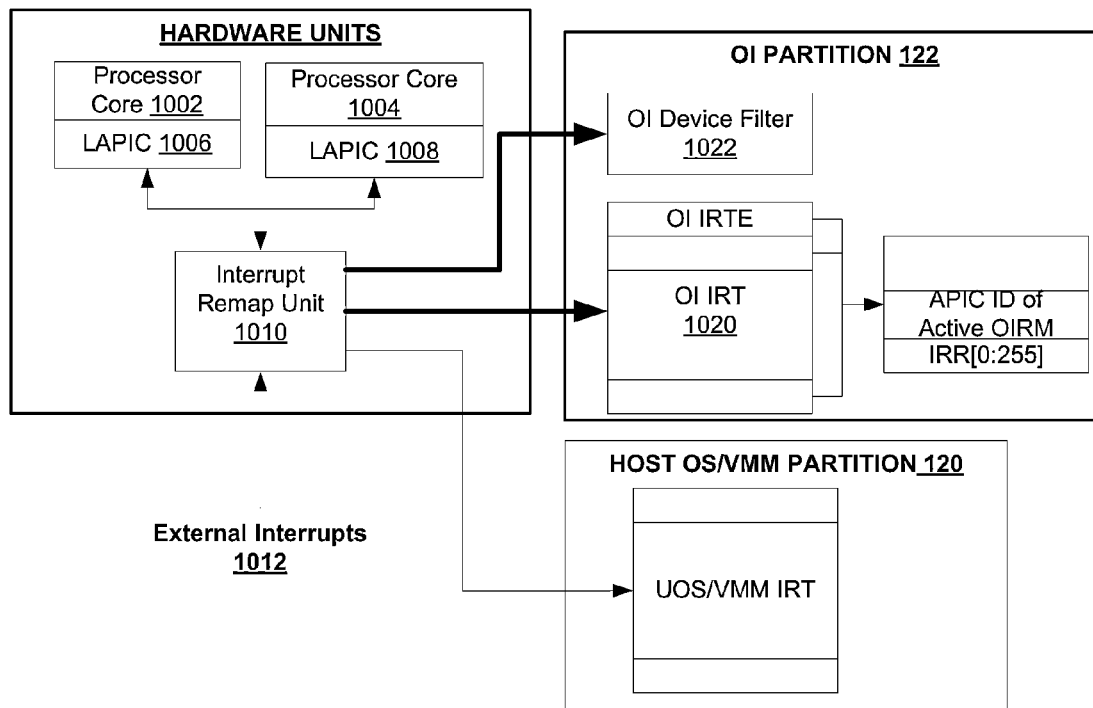 HARDWARE UNITS
Processor
Core 1002
LAPIC 1006
Processor Core
1004
LAPIC 1008
Interrupt
Remap Unit
1010
External Interrupts
1012
OI PARTITION 122
OI Device Filter
1022
OI IRTE
OI IRT
1020
APIC ID of
Active OIRM
IRR[0:255]
HOST OS/VMM PARTITION 120
UOS/VMM IRT